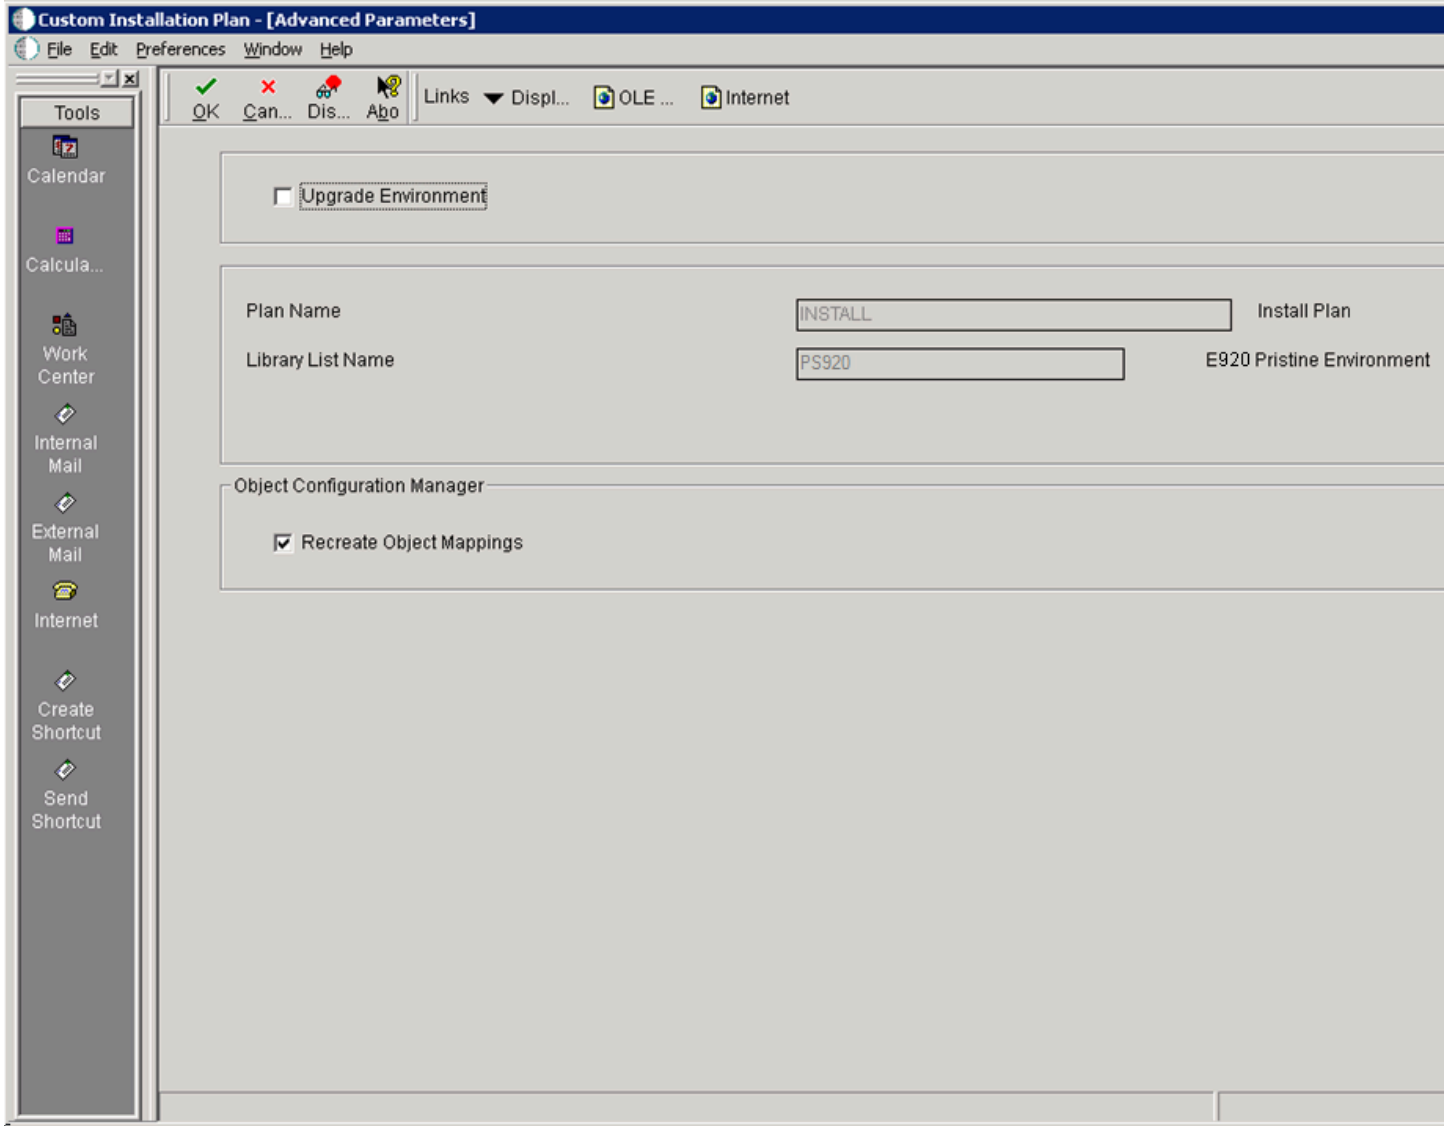 Custom Installation Plan - [Advanced Parameters]
File Edit Preferences Window Help
Tools
Calendar
Calcula...
Work
Center
Internal
Mail
External
Mail
Internet
Create
Shortcut
Send
Shortcut
OK Can... Dis... Abo Links Displ... OLE ... Internet
Upgrade Environment
Plan Name INSTALL Install Plan
Library List Name PS920 E920 Pristine Environment
Object Configuration Manager
Recreate Object Mappings